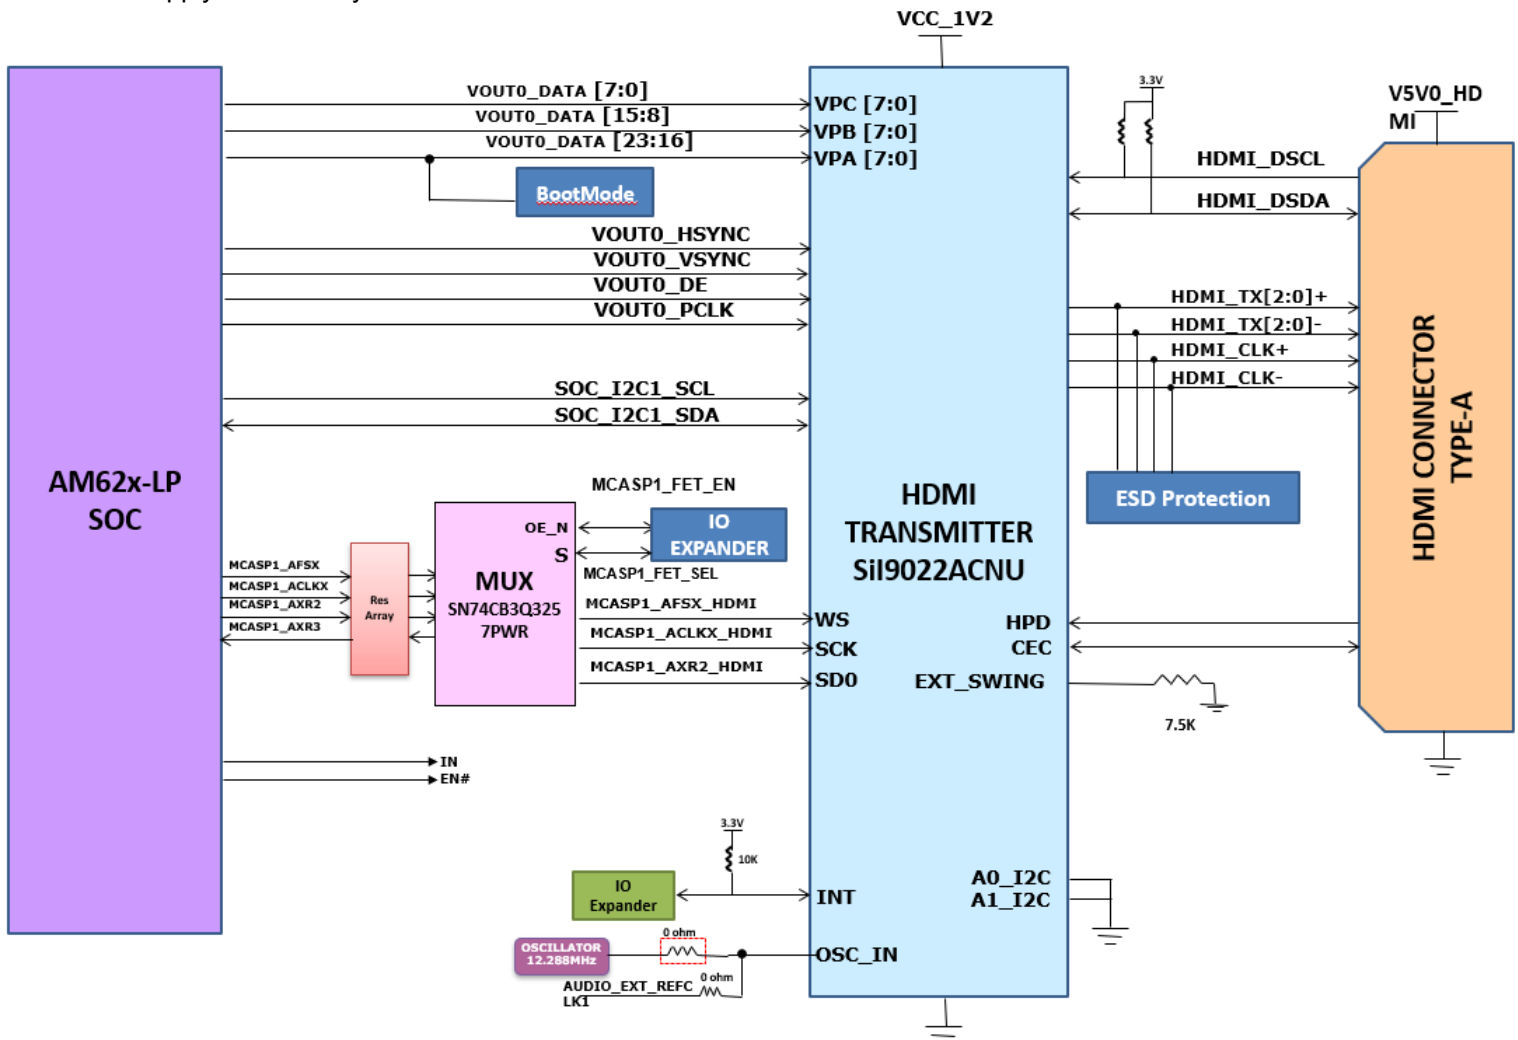 VCC_1V2
VOUT0_DATA [7:0]
VPC [7:0]
VOUT0_DATA [15:8]
VPB [7:0]
VOUT0_DATA [23:16]
VPA [7:0]
BootMode
3.3V
V5V0_HD
MI
HDMI_DSCL
HDMI_DSDA
VOUT0_HSYNC
VOUT0_VSYNC
VOUT0_DE
VOUT0_PCLK
HDMI_TX[2:0]+
HDMI_TX[2:0]-
HDMI_CLK+
HDMI_CLK-
SOC_I2C1_SCL
SOC_I2C1_SDA
AM62x-LP
SOC
HDMI
TRANSMITTER
SiI9022ACNU
ESD Protection
HDMI CONNECTOR
TYPE-A
MCASP1_FET_EN
OE_N
S
IO
EXPANDER
MCASP1_FET_SEL
MUX
SN74CB3Q325
7PWR
MCASP1_AFSX
MCASP1_ACLKX
MCASP1_AXR2
MCASP1_AXR3
Res
Array
MCASP1_AFSX_HDMI
WS
MCASP1_ACLKX_HDMI
SCK
MCASP1_AXR2_HDMI
SD0
HPD
CEC
EXT_SWING
7.5K
IN
EN#
3.3V
10K
IO
Expander
INT
A0_I2C
A1_I2C
OSCILLATOR
12.288MHz
0 ohm
OSC_IN
0 ohm
AUDIO_EXT_REFC
LK1